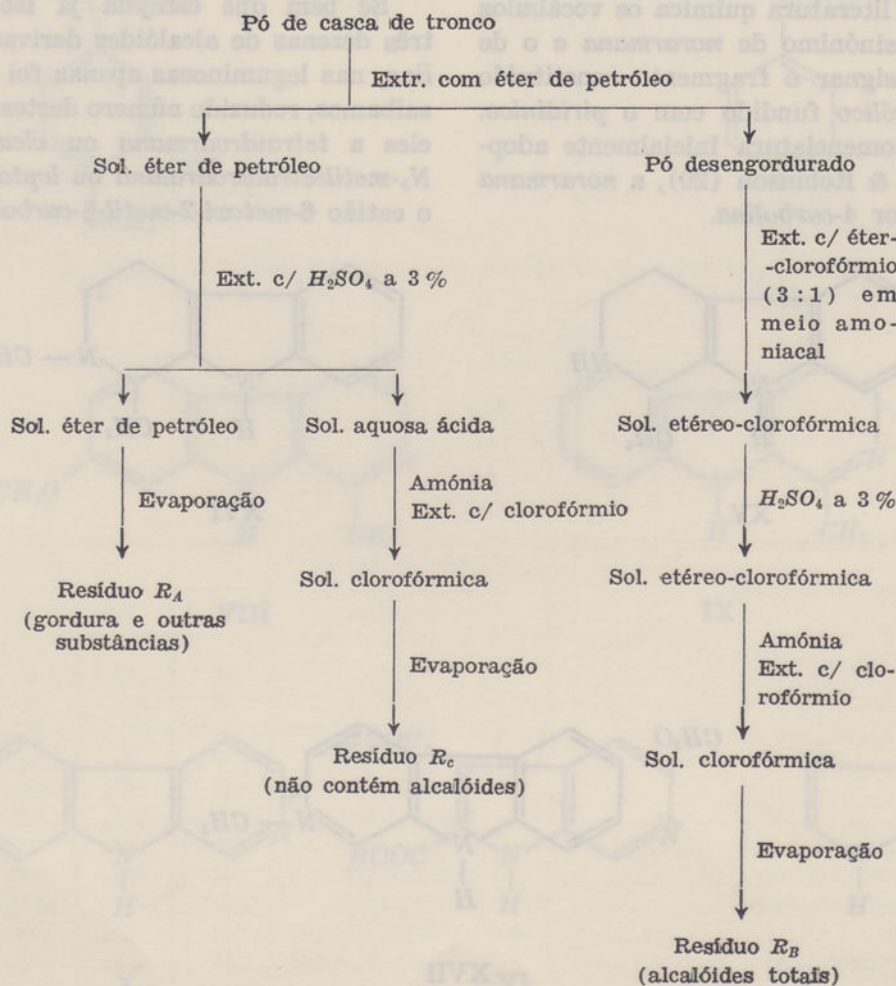 Pó de casca de tronco
Extr. com éter de petróleo
Sol. éter de petróleo
Pó desengordurado
Ext. c/ H₂SO₄ a 3 %
Ext. c/ éter-
-clorofórmio
(3 : 1) em
meio amo-
niacal
Sol. éter de petróleo
Sol. aquosa ácida
Sol. etéreo-clorofórmica
Evaporação
Amónia
Ext. c/ clorofórmio
H₂SO₄ a 3 %
Resíduo R_A
(gordura e outras
substâncias)
Sol. clorofórmica
Sol. etéreo-clorofórmica
Evaporação
Amónia
Ext. c/ clo-
rofórmio
Resíduo R_c
(não contém alcalóides)
Sol. clorofórmica
Evaporação
Resíduo R_B
(alcalóides totais)